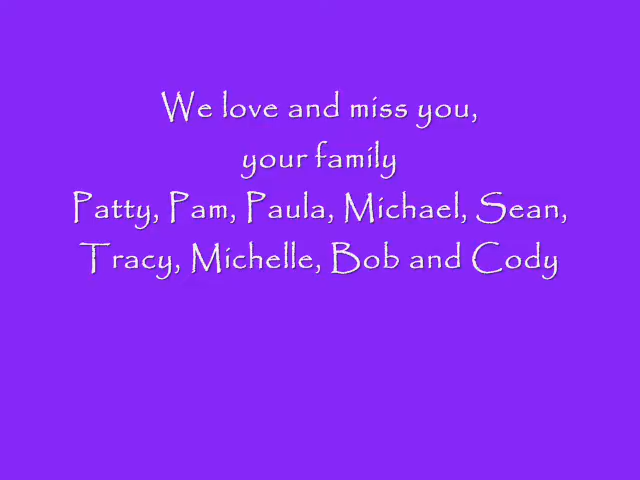 We love and miss you,
your family
Patty, Pam, Paula, Michael, Sean,
Tracy, Michelle, Bob and Cody